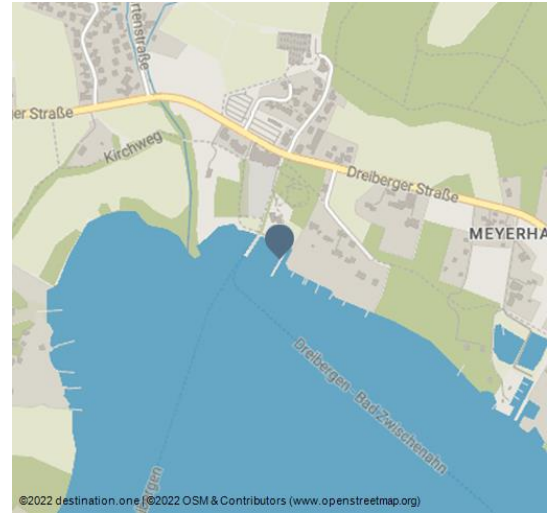 rtenstraße
er Straße
Kirchweg
Dreiberger Straße
MEYERHA
Dreibergen - Bad Zwischenahn
eibergen
©2022 destination.one | ©2022 OSM & Contributors (www.openstreetmap.org)